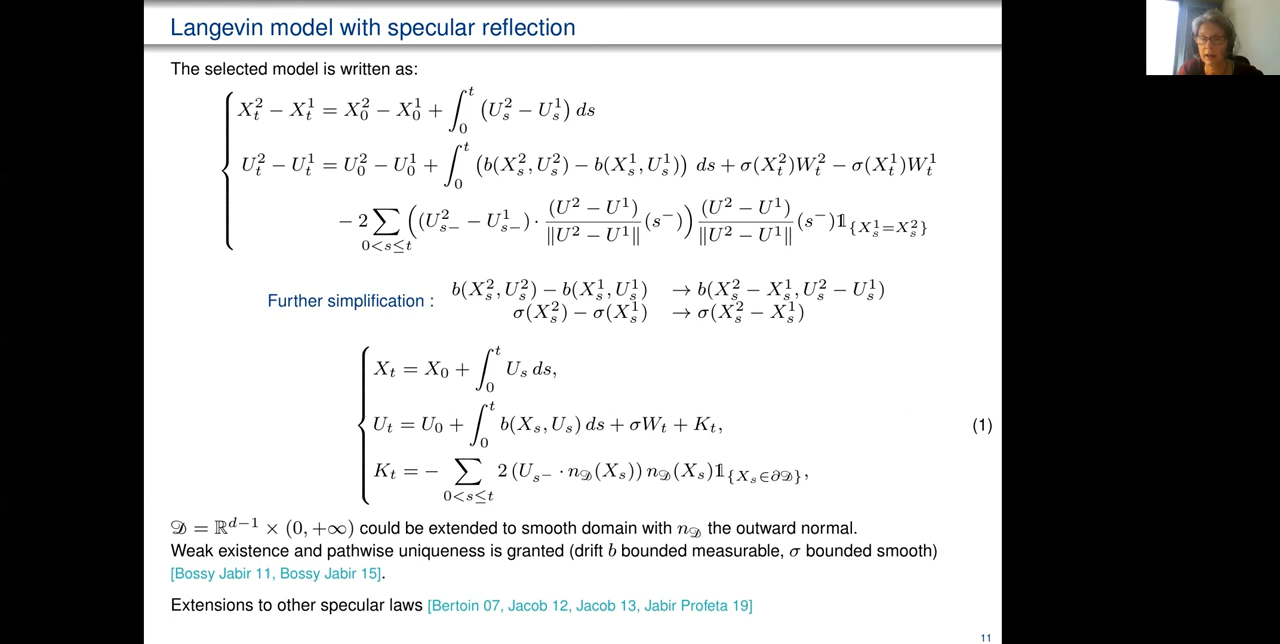 Langevin model with specular reflection
The selected model is written as:
X_t^2 − X_t^1 = X_0^2 − X_0^1 + ∫_0^t (U_s^2 − U_s^1) ds
U_t^2 − U_t^1 = U_0^2 − U_0^1 + ∫_0^t (b(X_s^2, U_s^2) − b(X_s^1, U_s^1)) ds + σ(X_t^2)W_t^2 − σ(X_t^1)W_t^1
− 2 ∑_{0<s≤t} ((U_{s−}^2 − U_{s−}^1) · (U^2 − U^1)/‖U^2 − U^1‖ (s^−)) (U^2 − U^1)/‖U^2 − U^1‖ (s^−) 𝟙_{X_s^1=X_s^2}
Further simplification : b(X_s^2, U_s^2) − b(X_s^1, U_s^1) → b(X_s^2 − X_s^1, U_s^2 − U_s^1)
σ(X_s^2) − σ(X_s^1) → σ(X_s^2 − X_s^1)
X_t = X_0 + ∫_0^t U_s ds,
U_t = U_0 + ∫_0^t b(X_s, U_s) ds + σW_t + K_t, (1)
K_t = − ∑_{0<s≤t} 2 (U_{s^−} · n_𝒟(X_s)) n_𝒟(X_s) 𝟙_{X_s∈∂𝒟},
𝒟 = ℝ^{d−1} × (0, +∞) could be extended to smooth domain with n_𝒟 the outward normal.
Weak existence and pathwise uniqueness is granted (drift b bounded measurable, σ bounded smooth)
[Bossy Jabir 11, Bossy Jabir 15].
Extensions to other specular laws [Bertoin 07, Jacob 12, Jacob 13, Jabir Profeta 19]
11